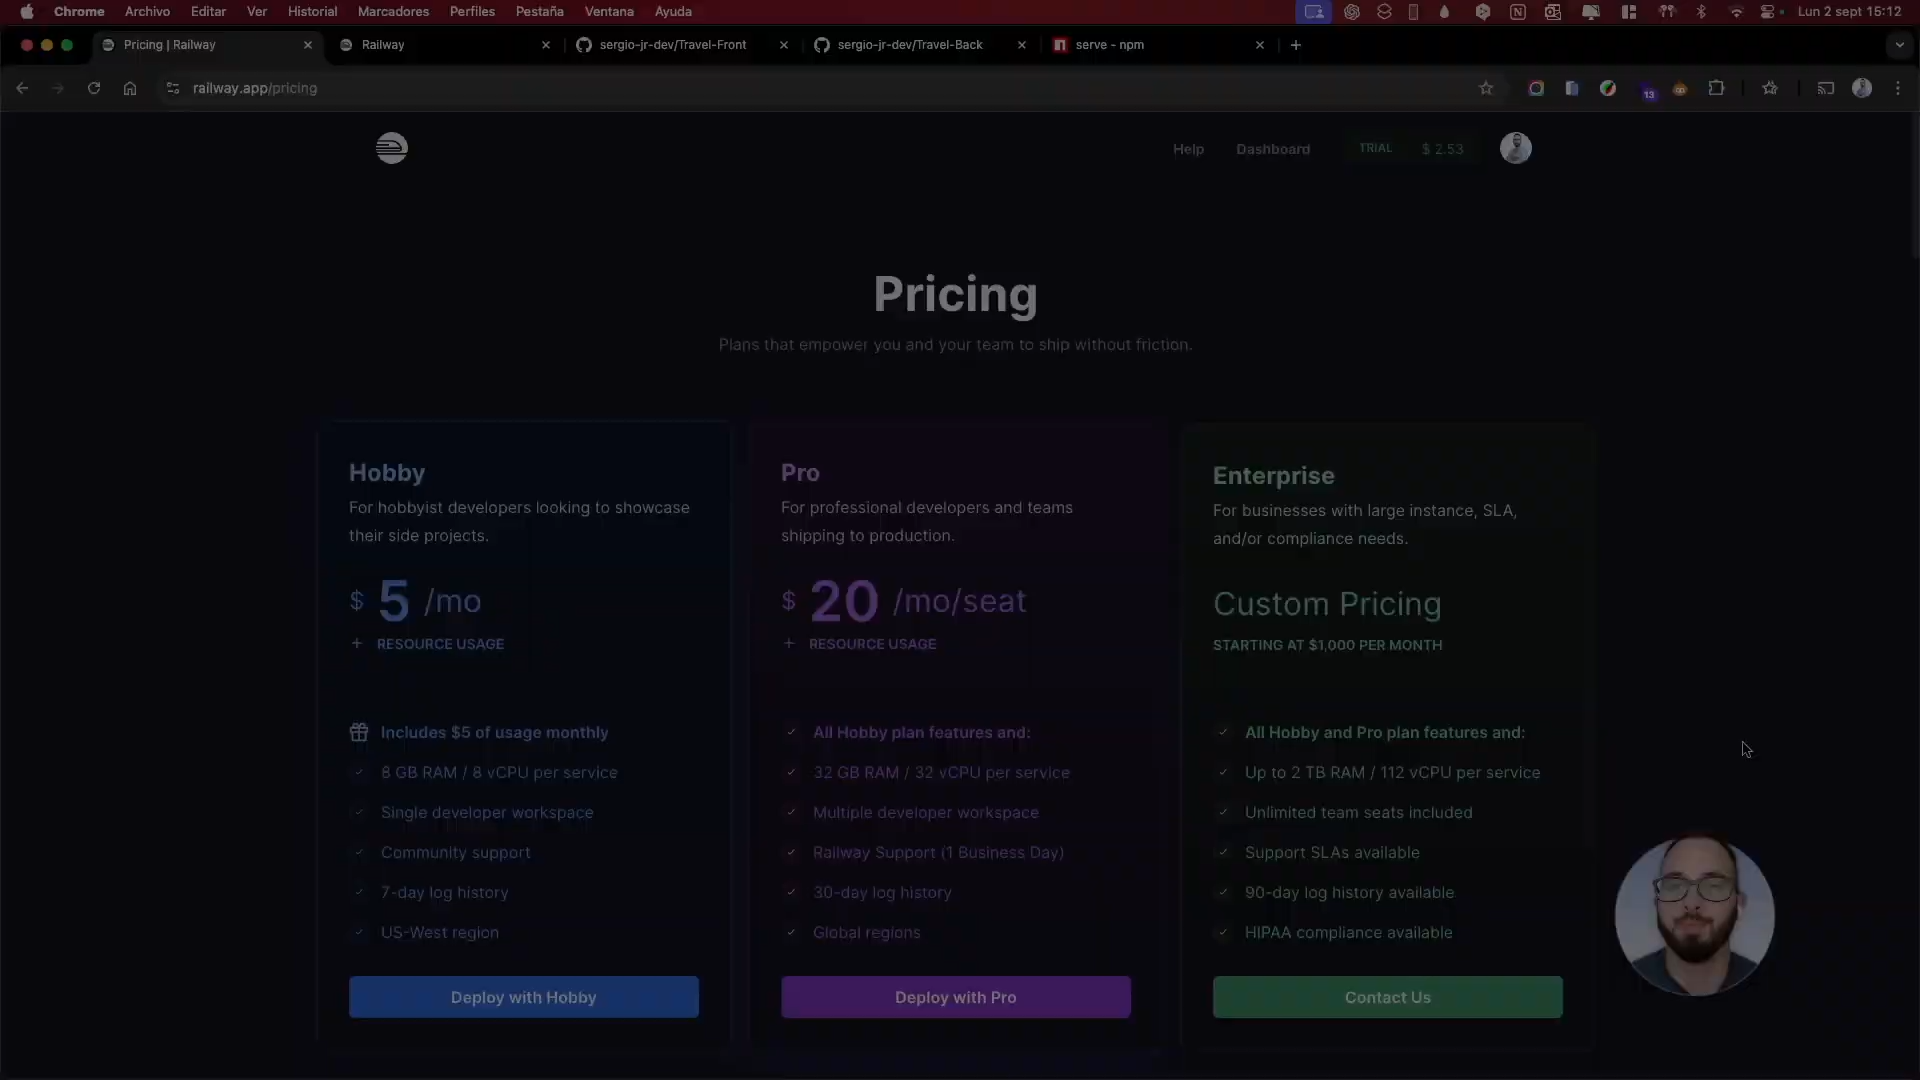 Chrome Archivo Editar Ver Historial Marcadores Perfiles Pestaña Ventana Ayuda Lun 2 sept 15:12
Pricing | Railway Railway sergio-jr-dev/Travel-Front sergio-jr-dev/Travel-Back serve - npm
railway.app/pricing 13
Help Dashboard TRIAL $ 2.53
Pricing
Plans that empower you and your team to ship without friction.
Hobby
For hobbyist developers looking to showcase
their side projects.
$ 5 /mo
+ RESOURCE USAGE
Includes $5 of usage monthly
8 GB RAM / 8 vCPU per service
Single developer workspace
Community support
7-day log history
US-West region
Deploy with Hobby
Pro
For professional developers and teams
shipping to production.
$ 20 /mo/seat
+ RESOURCE USAGE
All Hobby plan features and:
32 GB RAM / 32 vCPU per service
Multiple developer workspace
Railway Support (1 Business Day)
30-day log history
Global regions
Deploy with Pro
Enterprise
For businesses with large instance, SLA,
and/or compliance needs.
Custom Pricing
STARTING AT $1,000 PER MONTH
All Hobby and Pro plan features and:
Up to 2 TB RAM / 112 vCPU per service
Unlimited team seats included
Support SLAs available
90-day log history available
HIPAA compliance available
Contact Us